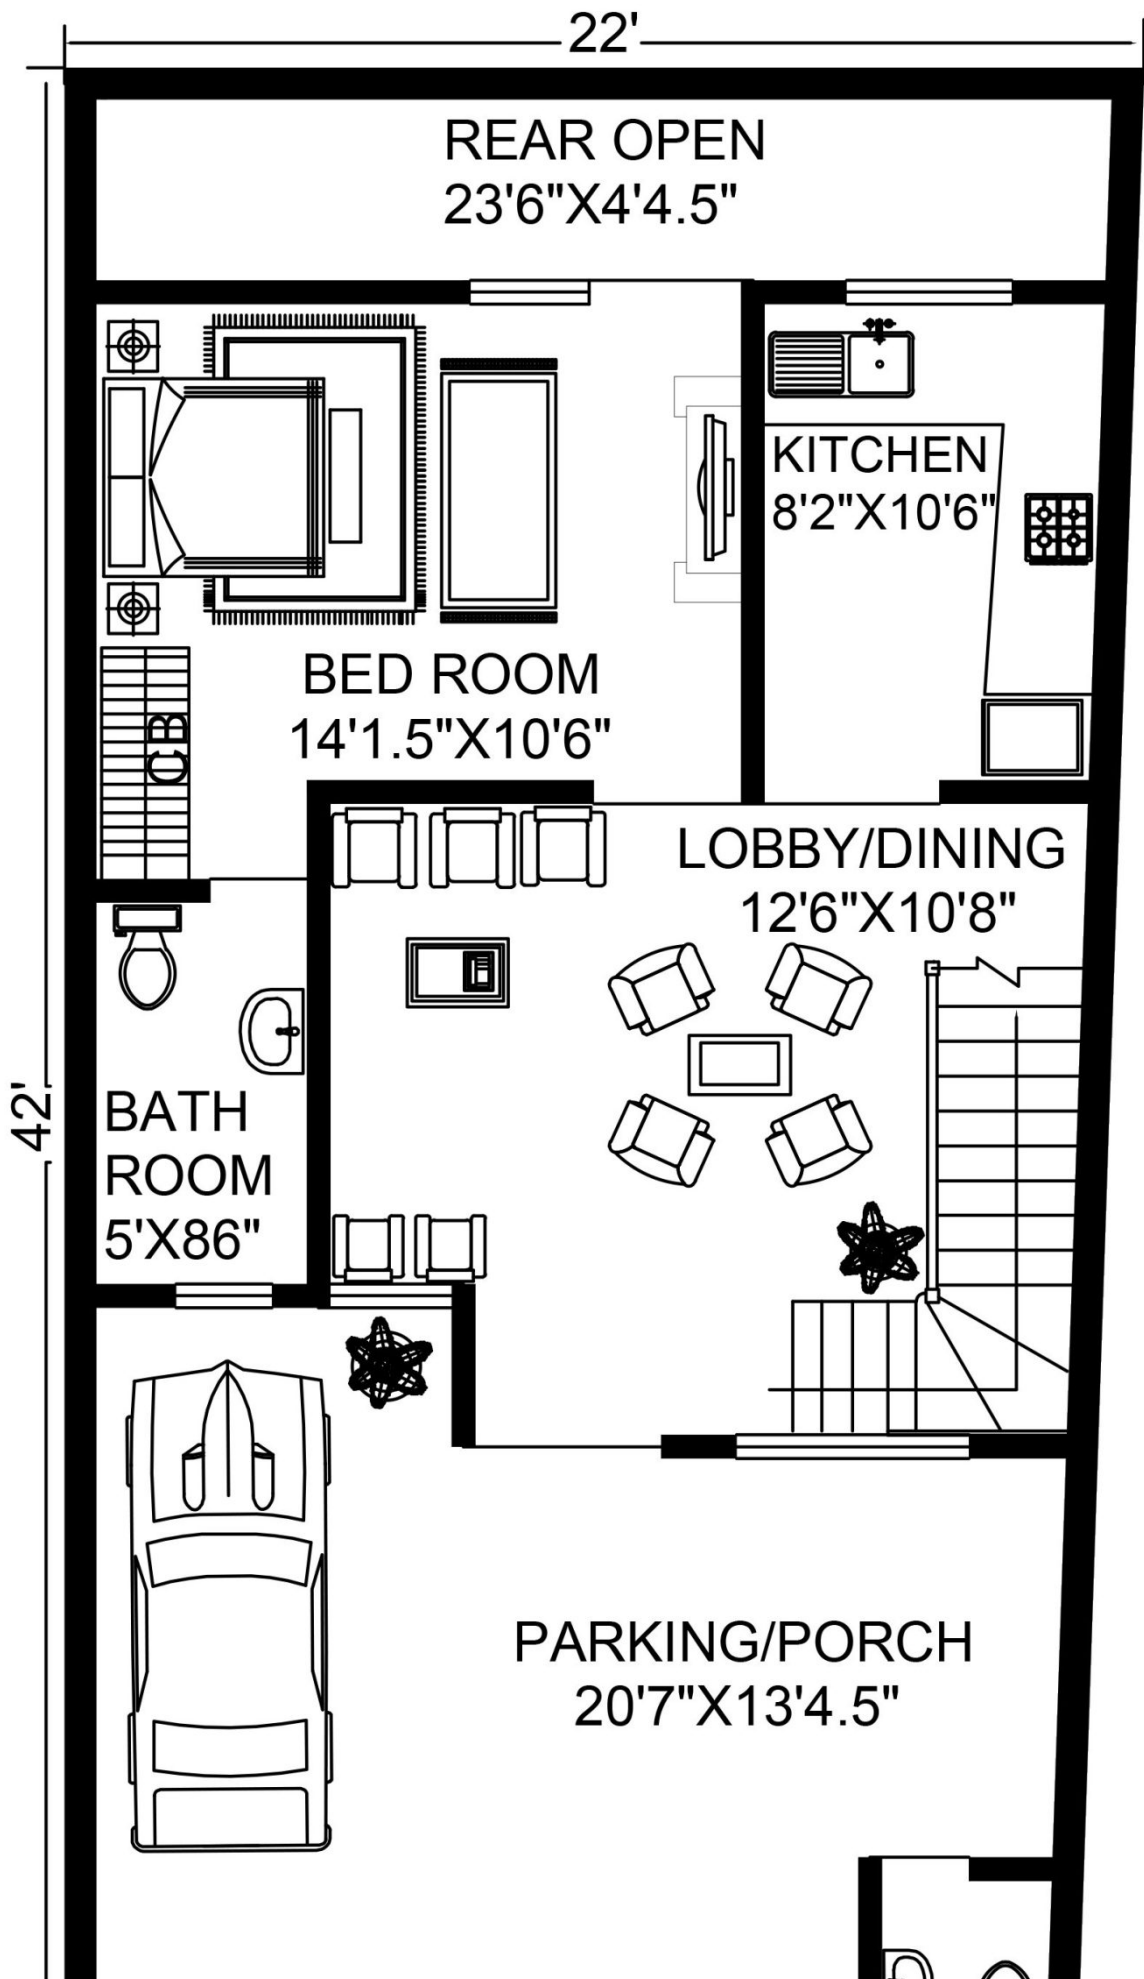 22'
REAR OPEN
23'6"X4'4.5"
KITCHEN
8'2"X10'6"
BED ROOM
14'1.5"X10'6"
CB
LOBBY/DINING
12'6"X10'8"
42'
BATH
ROOM
5'X86"
PARKING/PORCH
20'7"X13'4.5"